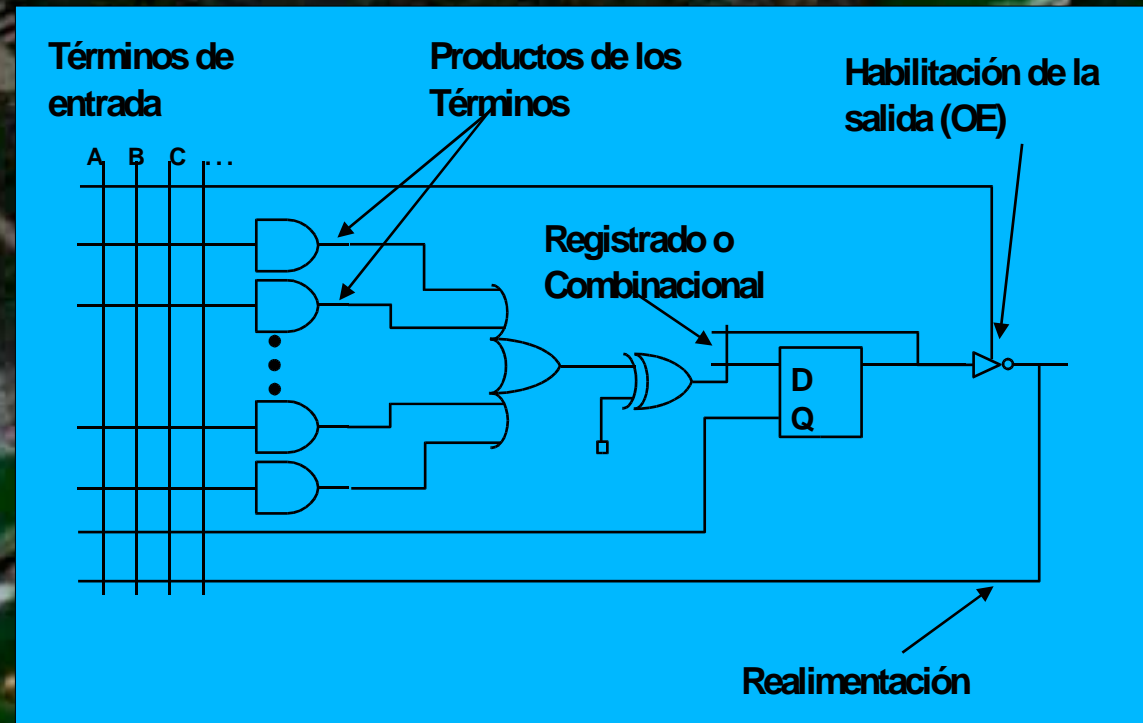 Términos de
entrada
Productos de los
Términos
Habilitación de la
salida (OE)
A B C ...
Registrado o
Combinacional
D
Q
Realimentación